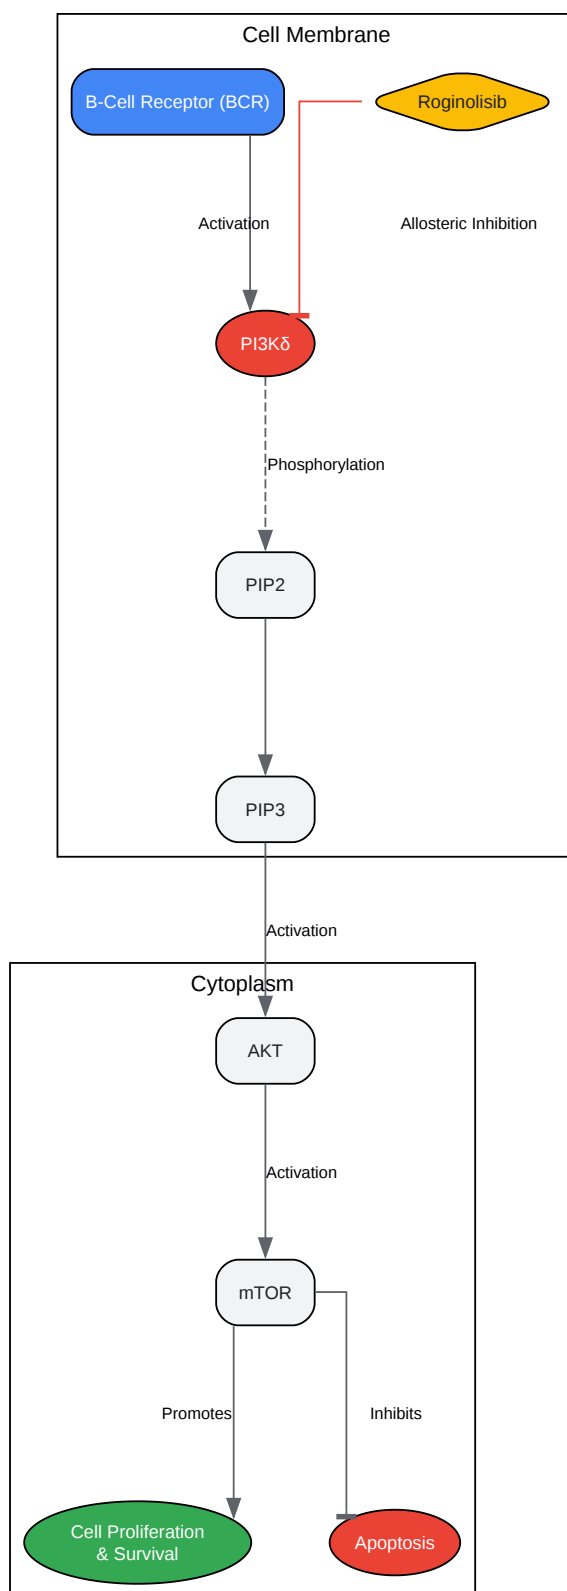 Cell Membrane
B-Cell Receptor (BCR)
Roginolisib
Activation
Allosteric Inhibition
PI3Kδ
Phosphorylation
PIP2
PIP3
Activation
Cytoplasm
AKT
Activation
mTOR
Promotes
Inhibits
Cell Proliferation
& Survival
Apoptosis